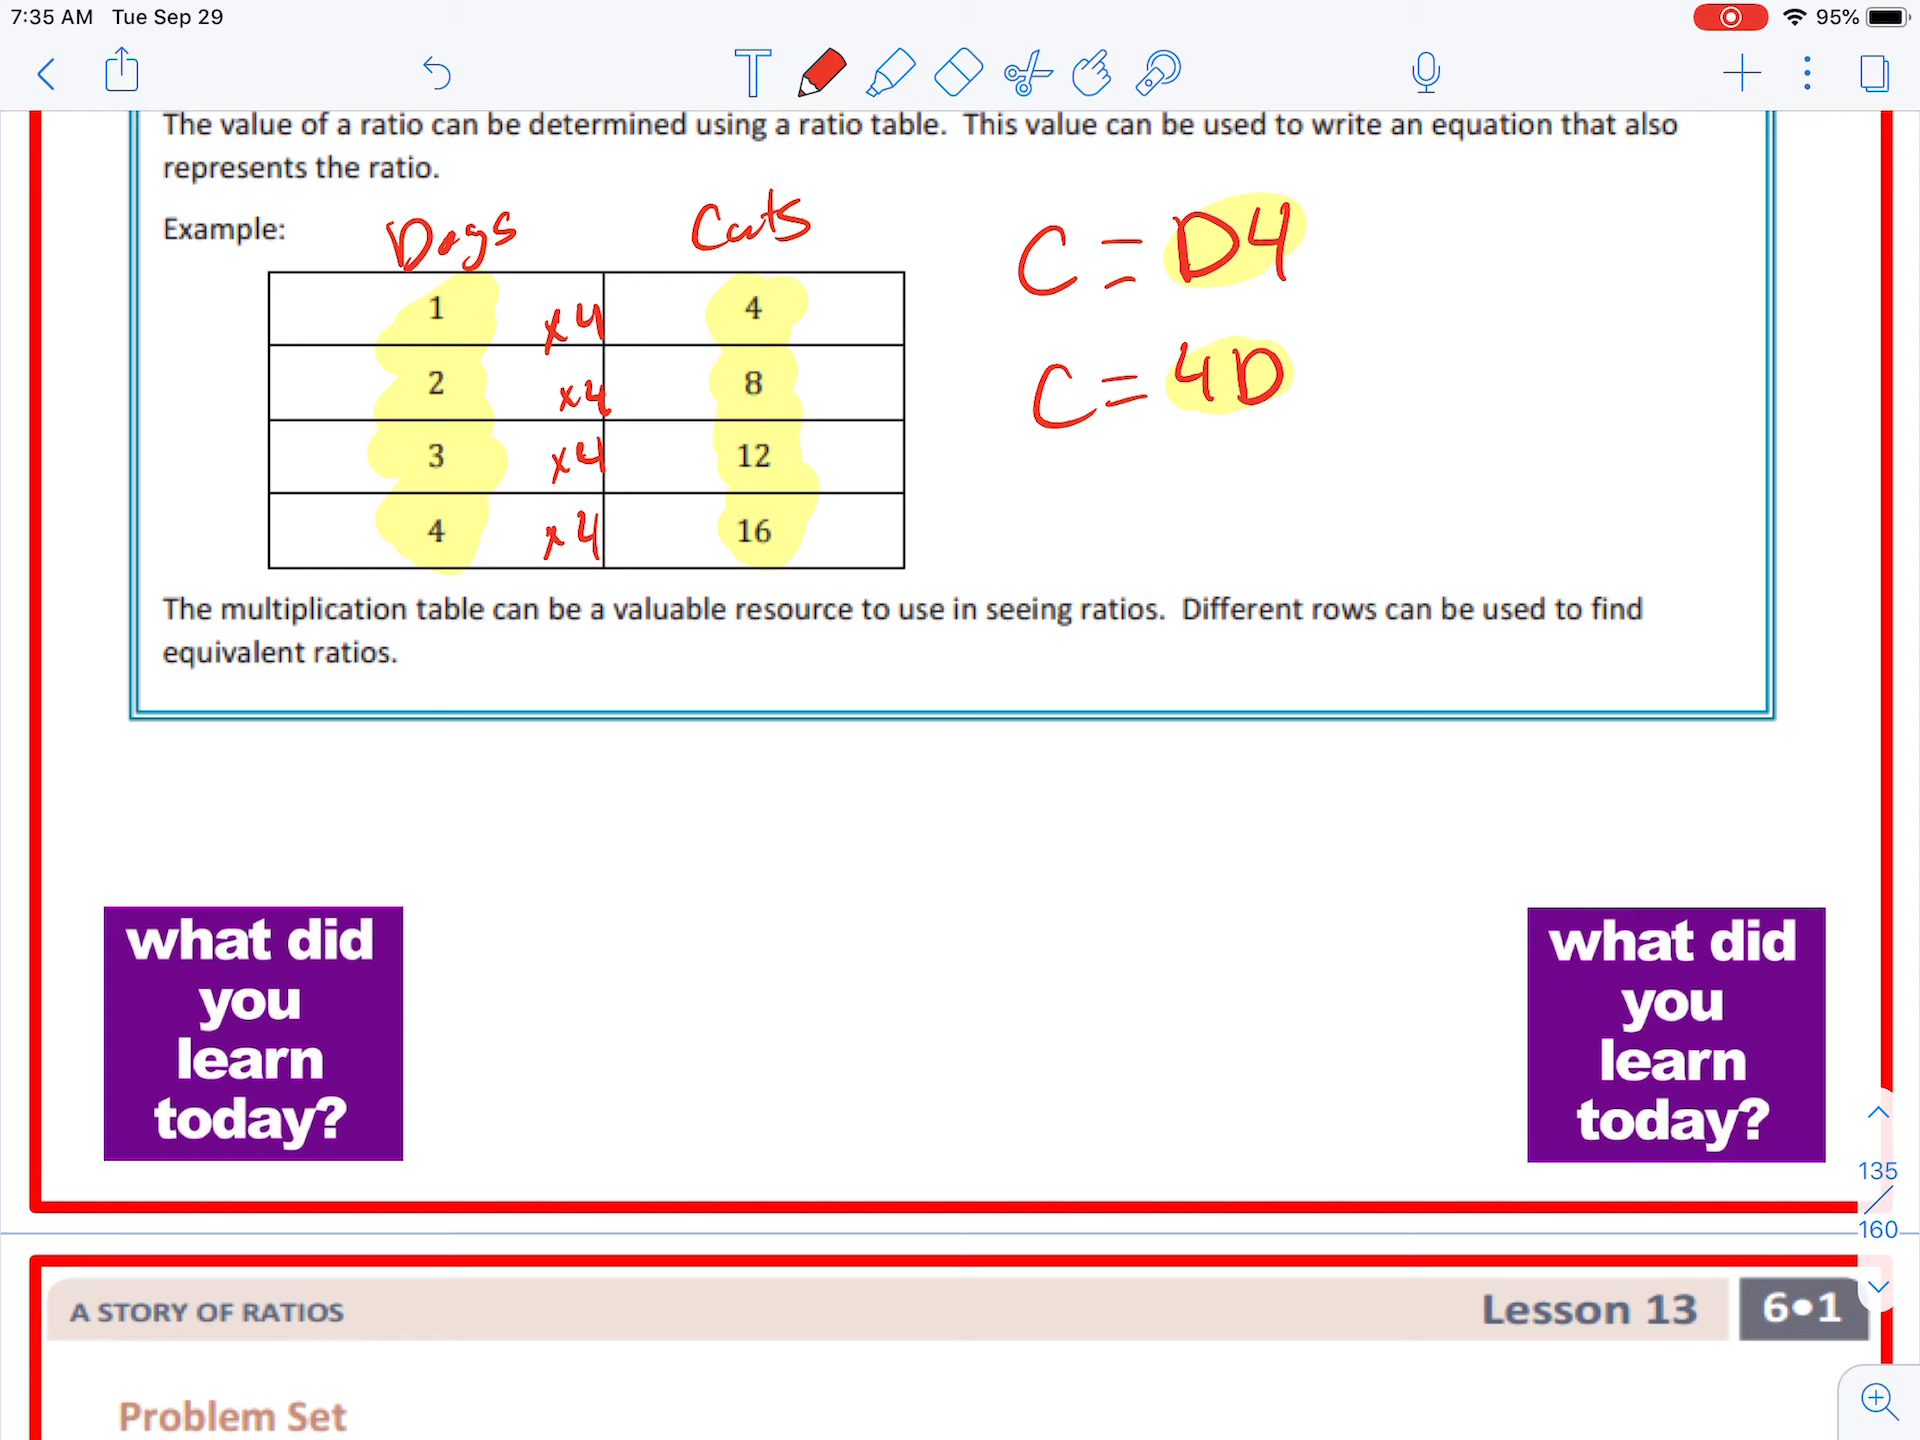 7:35 AM Tue Sep 29
95%
The value of a ratio can be determined using a ratio table. This value can be used to write an equation that also
represents the ratio.
Example:
Dogs Cats
C = D4
1 x4 4
C = 4D
2 x4 8
3 x4 12
4 x4 16
The multiplication table can be a valuable resource to use in seeing ratios. Different rows can be used to find
equivalent ratios.
what did
you
learn
today?
what did
you
learn
today?
135
160
A STORY OF RATIOS
Lesson 13
6•1
Problem Set